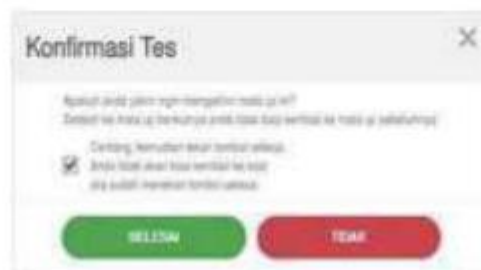 Konfirmasi Tes
Apakah anda yakin ingin mengakhiri mata uji ini?
mata uji berikutnya anda tidak bisa kembali ke mata uji sebelumnya
Centang, kemudian tekan tombol selesai.
Anda tidak akan bisa kembali ke soal
jika sudah menekan tombol selesai.
SELESAI
TIDAK